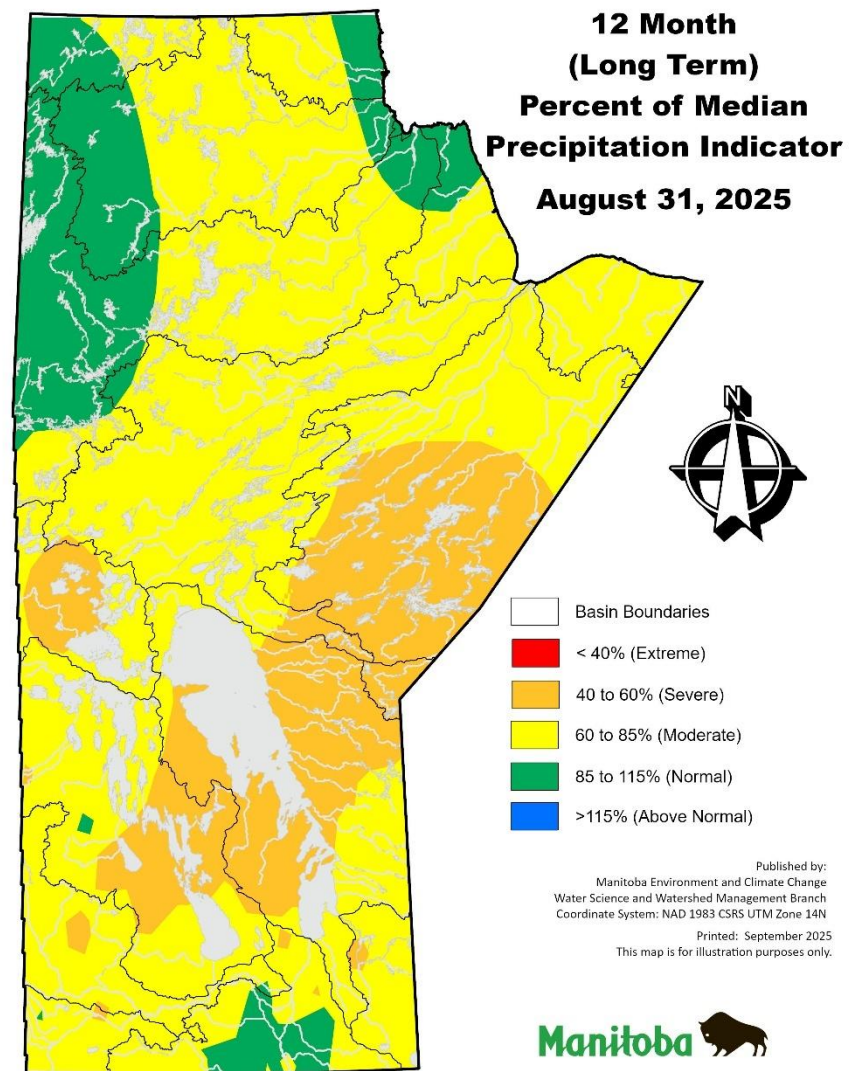 12 Month
(Long Term)
Percent of Median
Precipitation Indicator
August 31, 2025
N
Basin Boundaries
< 40% (Extreme)
40 to 60% (Severe)
60 to 85% (Moderate)
85 to 115% (Normal)
>115% (Above Normal)
Published by:
Manitoba Environment and Climate Change
Water Science and Watershed Management Branch
Coordinate System: NAD 1983 CSRS UTM Zone 14N
Printed: September 2025
This map is for illustration purposes only.
Manitoba